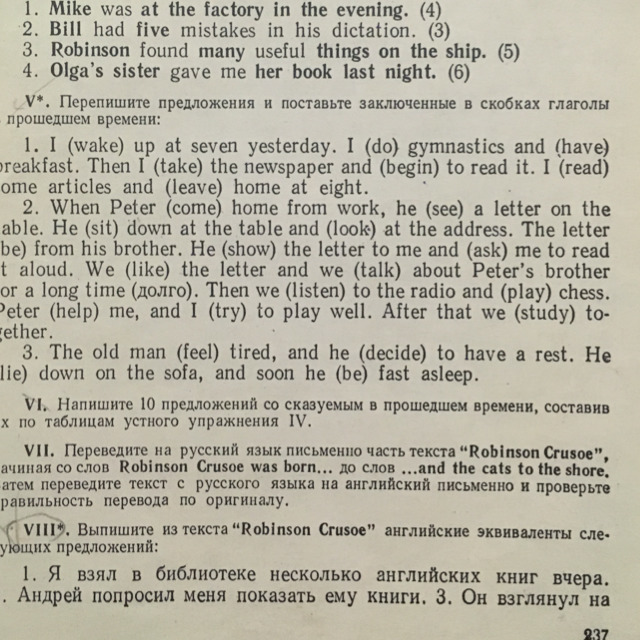 1. Mike was at the factory in the evening. (4)
2. Bill had five mistakes in his dictation. (3)
3. Robinson found many useful things on the ship. (5)
4. Olga's sister gave me her book last night. (6)
V*. Перепишите предложения и поставьте заключенные в скобках глаголы
прошедшем времени:
1. I (wake) up at seven yesterday. I (do) gymnastics and (have)
breakfast. Then I (take) the newspaper and (begin) to read it. I (read)
ome articles and (leave) home at eight.
2. When Peter (come) home from work, he (see) a letter on the
able. He (sit) down at the table and (look) at the address. The letter
be) from his brother. He (show) the letter to me and (ask) me to read
t aloud. We (like) the letter and we (talk) about Peter's brother
or a long time (долго). Then we (listen) to the radio and (play) chess.
Peter (help) me, and I (try) to play well. After that we (study) to-
gether.
3. The old man (feel) tired, and he (decide) to have a rest. He
lie) down on the sofa, and soon he (be) fast asleep.
VI. Напишите 10 предложений со сказуемым в прошедшем времени, составив
х по таблицам устного упражнения IV.
VII. Переведите на русский язык письменно часть текста "Robinson Crusoe",
ачиная со слов Robinson Crusoe was born... до слов ...and the cats to the shore.
атем переведите текст с русского языка на английский письменно и проверьте
равильность перевода по оригиналу.
VIII*. Выпишите из текста "Robinson Crusoe" английские эквиваленты сле-
ующих предложений:
1. Я взял в библиотеке несколько английских книг вчера.
. Андрей попросил меня показать ему книги. 3. Он взглянул на
237